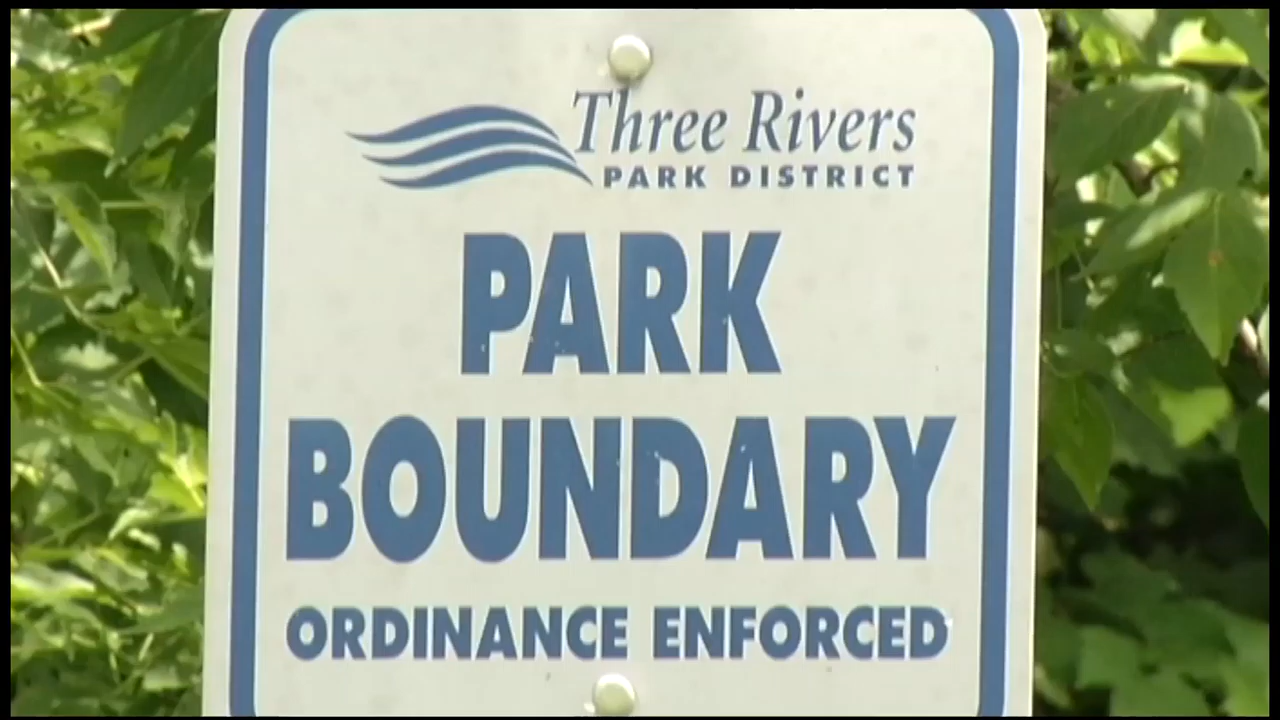 Three Rivers
PARK DISTRICT
PARK
BOUNDARY
ORDINANCE ENFORCED